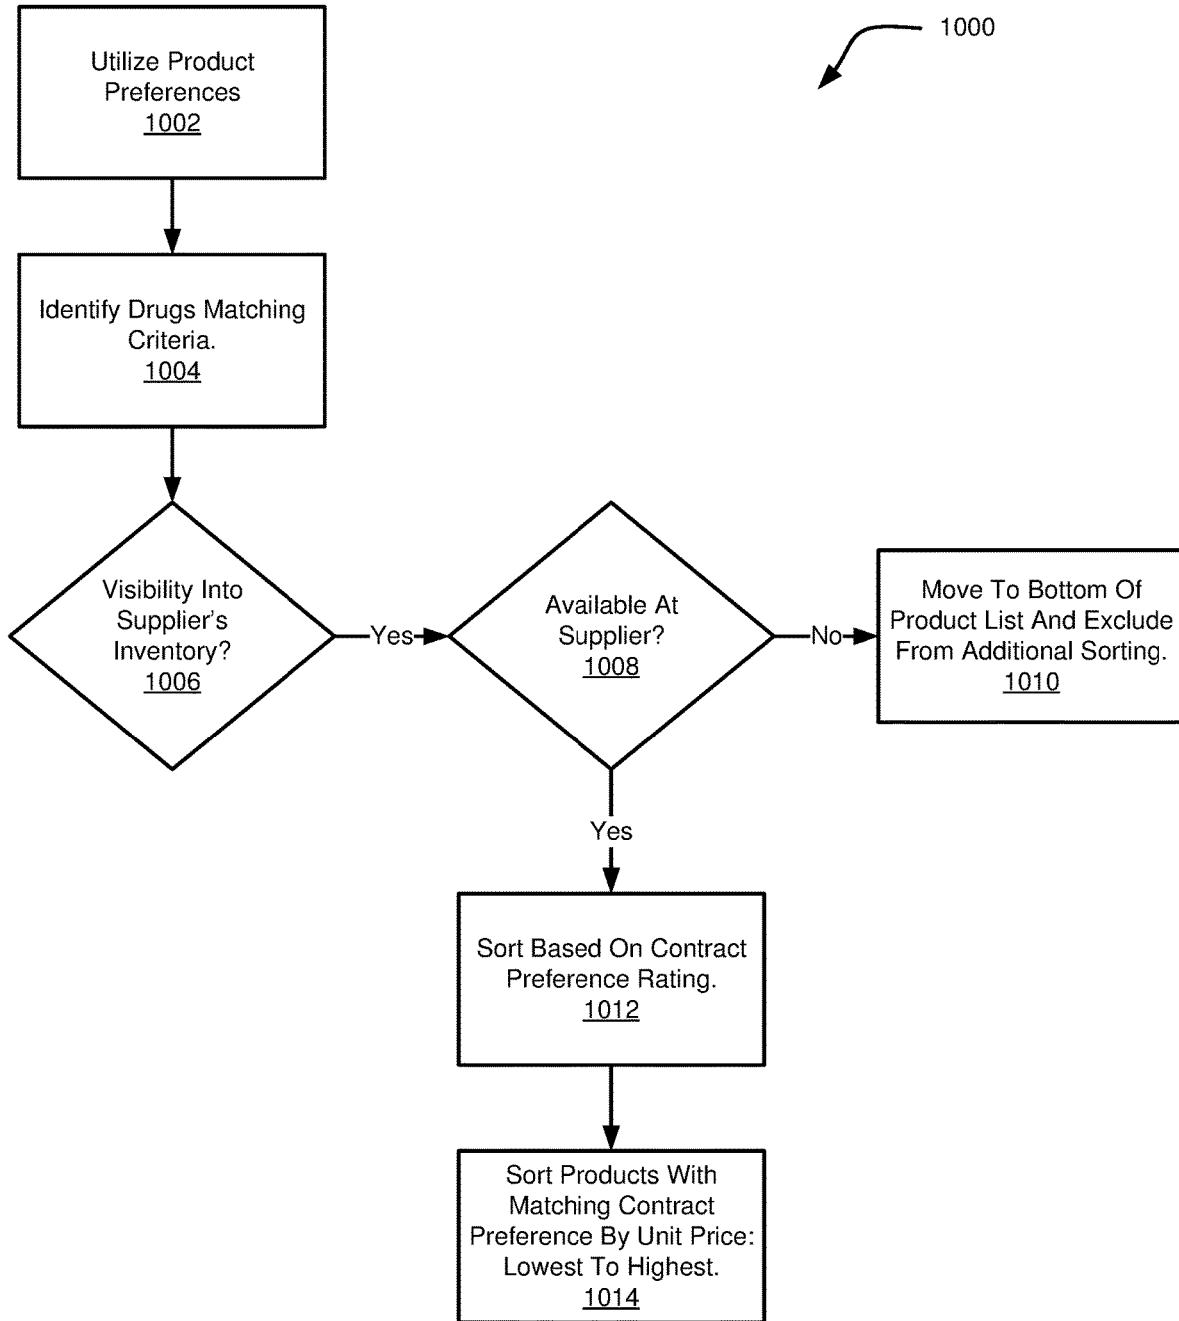 1000
Utilize Product
Preferences
1002
Identify Drugs Matching
Criteria.
1004
Visibility Into
Supplier's
Inventory?
1006
Yes
Available At
Supplier?
1008
No
Move To Bottom Of
Product List And Exclude
From Additional Sorting.
1010
Yes
Sort Based On Contract
Preference Rating.
1012
Sort Products With
Matching Contract
Preference By Unit Price:
Lowest To Highest.
1014